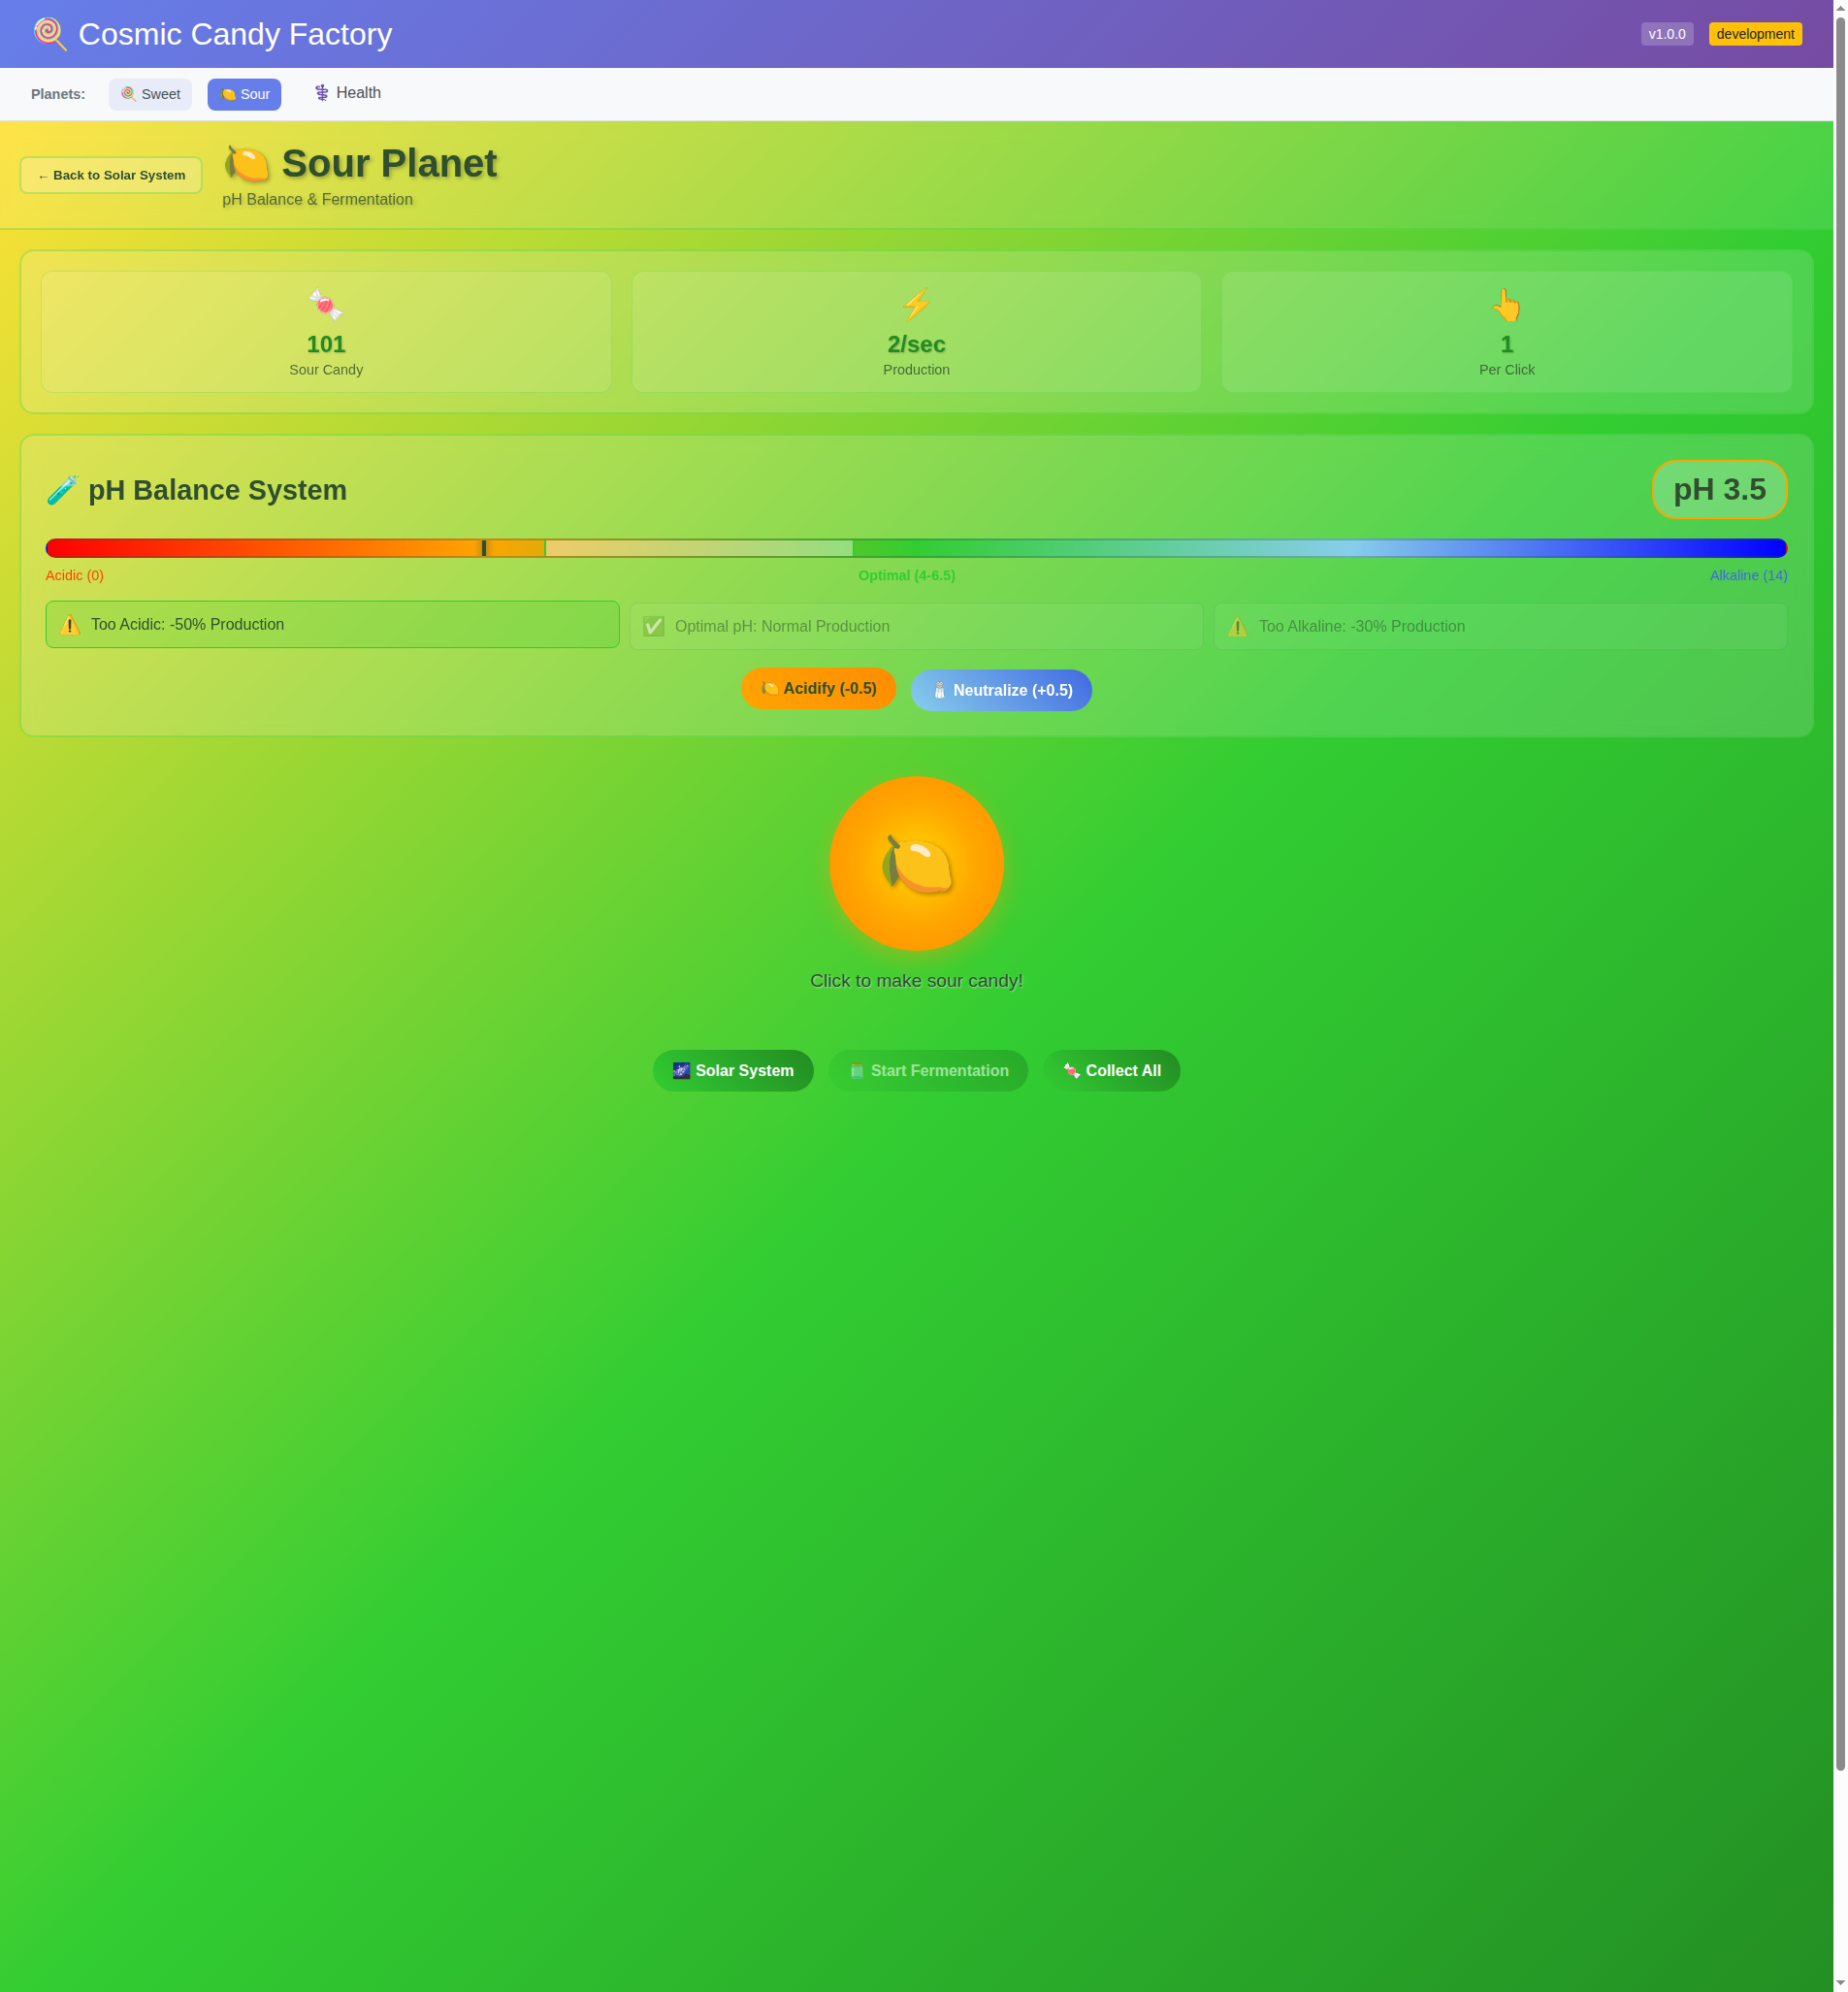 Cosmic Candy Factory
v1.0.0
development
Planets:
Sweet
Sour
Health
← Back to Solar System
Sour Planet
pH Balance & Fermentation
101
Sour Candy
2/sec
Production
1
Per Click
pH Balance System
pH 3.5
Acidic (0)
Optimal (4-6.5)
Alkaline (14)
Too Acidic: -50% Production
Optimal pH: Normal Production
Too Alkaline: -30% Production
Acidify (-0.5)
Neutralize (+0.5)
Click to make sour candy!
Solar System
Start Fermentation
Collect All